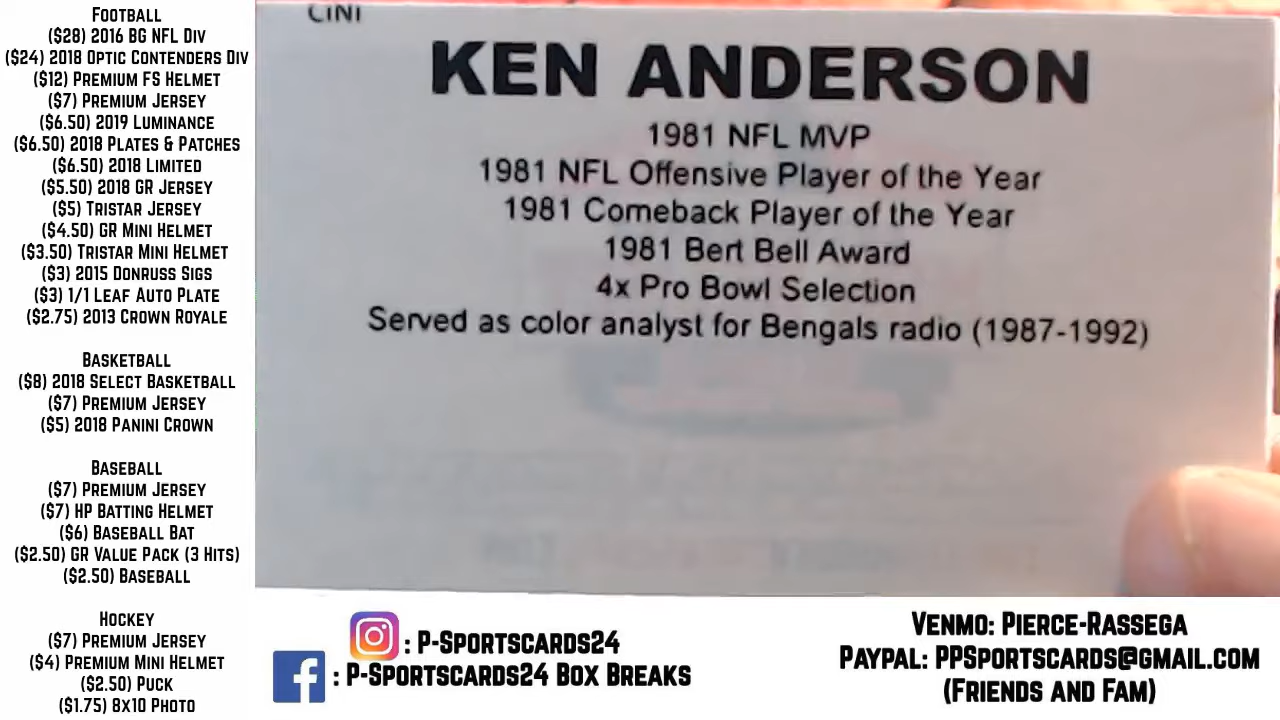 FOOTBALL
($28) 2016 BG NFL DIV
($24) 2018 OPTIC CONTENDERS DIV
($12) PREMIUM FS HELMET
($7) PREMIUM JERSEY
($6.50) 2019 LUMINANCE
($6.50) 2018 PLATES & PATCHES
($6.50) 2018 LIMITED
($5.50) 2018 GR JERSEY
($5) TRISTAR JERSEY
($4.50) GR MINI HELMET
($3.50) TRISTAR MINI HELMET
($3) 2015 DONRUSS SIGS
($3) 1/1 LEAF AUTO PLATE
($2.75) 2013 CROWN ROYALE
BASKETBALL
($8) 2018 SELECT BASKETBALL
($7) PREMIUM JERSEY
($5) 2018 PANINI CROWN
BASEBALL
($7) PREMIUM JERSEY
($7) HP BATTING HELMET
($6) BASEBALL BAT
($2.50) GR VALUE PACK (3 HITS)
($2.50) BASEBALL
HOCKEY
($7) PREMIUM JERSEY
($4) PREMIUM MINI HELMET
($2.50) PUCK
($1.75) 8X10 PHOTO
CINI
KEN ANDERSON
1981 NFL MVP
1981 NFL Offensive Player of the Year
1981 Comeback Player of the Year
1981 Bert Bell Award
4x Pro Bowl Selection
Served as color analyst for Bengals radio (1987-1992)
: P-SPORTSCARDS24
: P-SPORTSCARDS24 BOX BREAKS
VENMO: PIERCE-RASSEGA
PAYPAL: PPSPORTSCARDS@GMAIL.COM
(FRIENDS AND FAM)